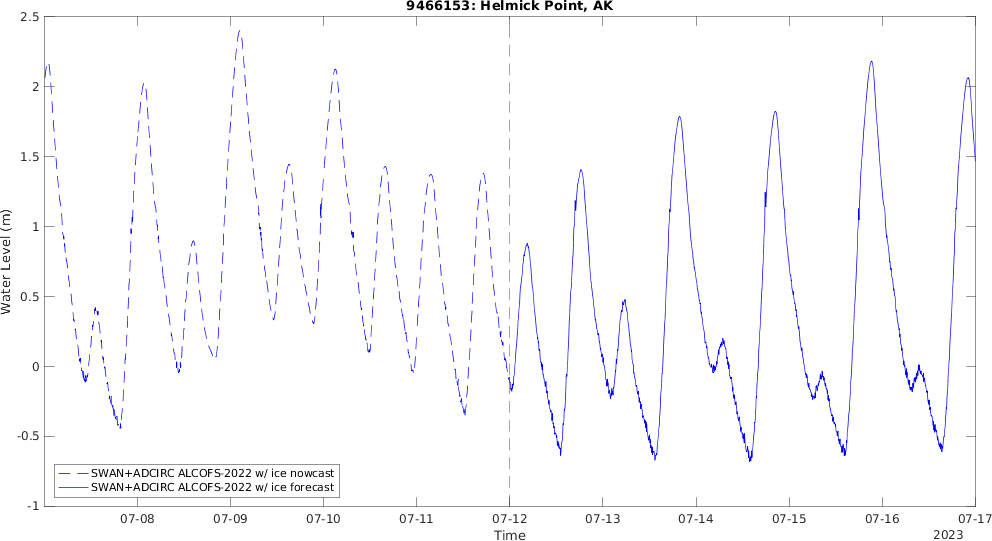 9466153: Helmick Point, AK
2.5
2
1.5
1
0.5
0
-0.5
-1
Water Level (m)
SWAN+ADCIRC ALCOFS-2022 w/ ice nowcast
SWAN+ADCIRC ALCOFS-2022 w/ ice forecast
07-08 07-09 07-10 07-11 07-12 07-13 07-14 07-15 07-16 07-17
Time
2023